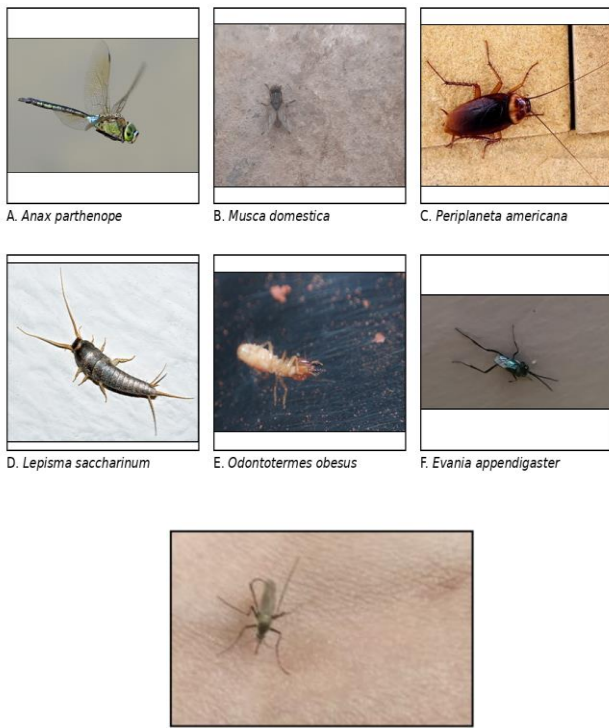 A. Anax parthenope
B. Musca domestica
C. Periplaneta americana
D. Lepisma saccharinum
E. Odontotermes obesus
F. Evania appendigaster